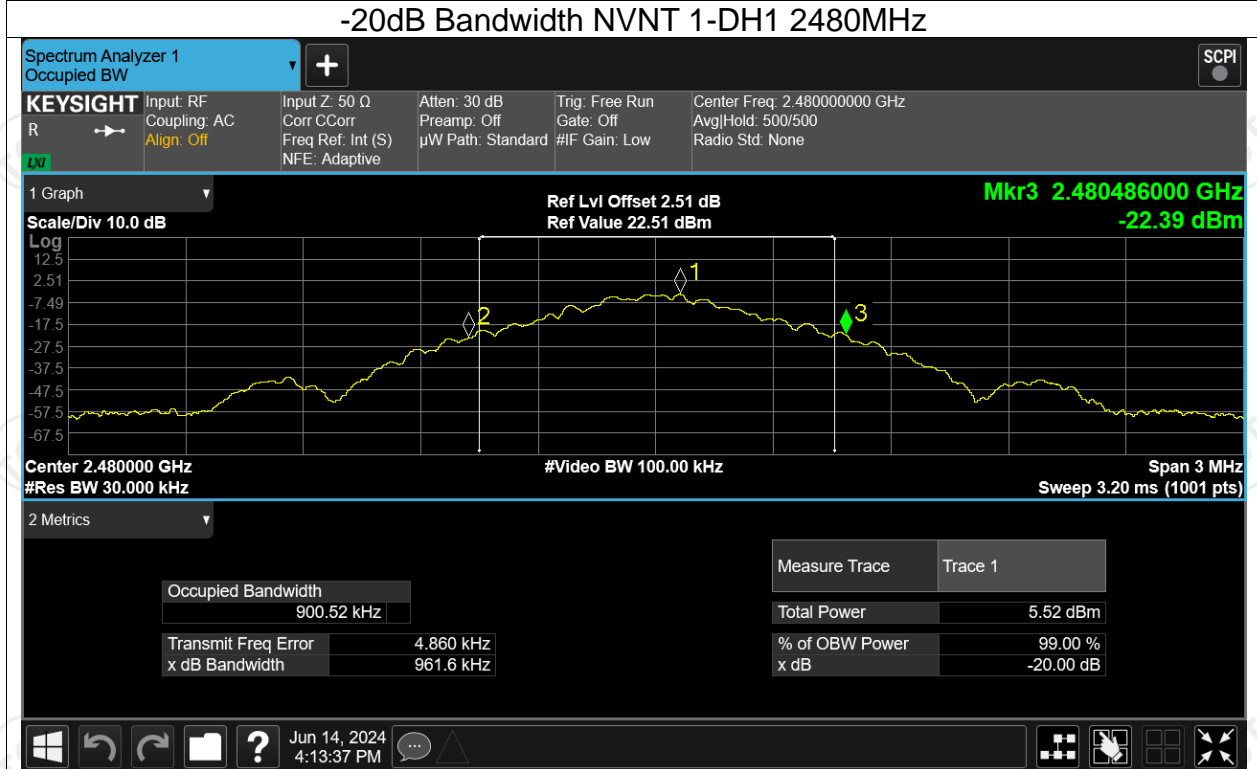 -20dB Bandwidth NVNT 1-DH1 2480MHz
Spectrum Analyzer 1
Occupied BW
+
SCPI
KEYSIGHT Input: RF Input Z: 50 Ω Atten: 30 dB Trig: Free Run Center Freq: 2.480000000 GHz
R Coupling: AC Corr CCorr Preamp: Off Gate: Off Avg|Hold: 500/500
Align: Off Freq Ref: Int (S) µW Path: Standard #IF Gain: Low Radio Std: None
LXI NFE: Adaptive
1 Graph
Ref Lvl Offset 2.51 dB Mkr3 2.480486000 GHz
Scale/Div 10.0 dB Ref Value 22.51 dBm -22.39 dBm
Log
12.5
2.51
-7.49
-17.5
-27.5
-37.5
-47.5
-57.5
-67.5
1
2
3
Center 2.480000 GHz #Video BW 100.00 kHz Span 3 MHz
#Res BW 30.000 kHz Sweep 3.20 ms (1001 pts)
2 Metrics
Measure Trace Trace 1
Occupied Bandwidth
900.52 kHz Total Power 5.52 dBm
Transmit Freq Error 4.860 kHz % of OBW Power 99.00 %
x dB Bandwidth 961.6 kHz x dB -20.00 dB
?
Jun 14, 2024
4:13:37 PM